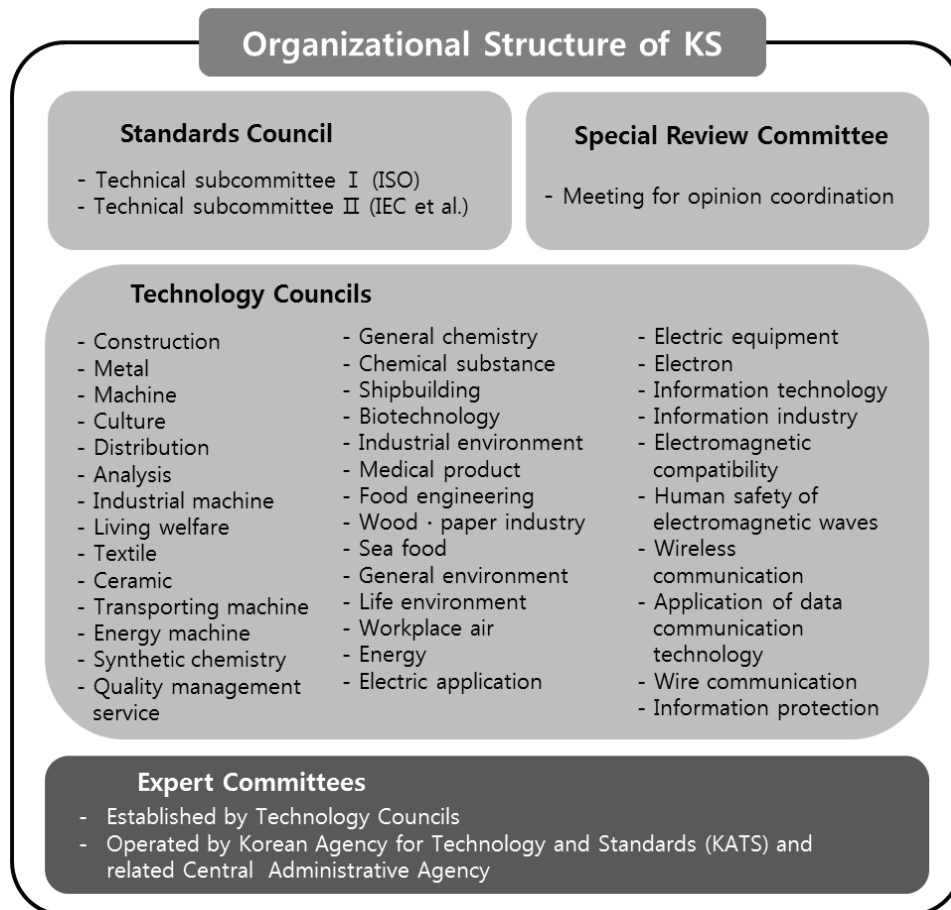 Organizational Structure of KS
Standards Council
- Technical subcommittee Ⅰ (ISO)
- Technical subcommittee Ⅱ (IEC et al.)
Special Review Committee
- Meeting for opinion coordination
Technology Councils
- Construction
- Metal
- Machine
- Culture
- Distribution
- Analysis
- Industrial machine
- Living welfare
- Textile
- Ceramic
- Transporting machine
- Energy machine
- Synthetic chemistry
- Quality management
service
- General chemistry
- Chemical substance
- Shipbuilding
- Biotechnology
- Industrial environment
- Medical product
- Food engineering
- Wood · paper industry
- Sea food
- General environment
- Life environment
- Workplace air
- Energy
- Electric application
- Electric equipment
- Electron
- Information technology
- Information industry
- Electromagnetic
compatibility
- Human safety of
electromagnetic waves
- Wireless
communication
- Application of data
communication
technology
- Wire communication
- Information protection
Expert Committees
- Established by Technology Councils
- Operated by Korean Agency for Technology and Standards (KATS) and
related Central Administrative Agency